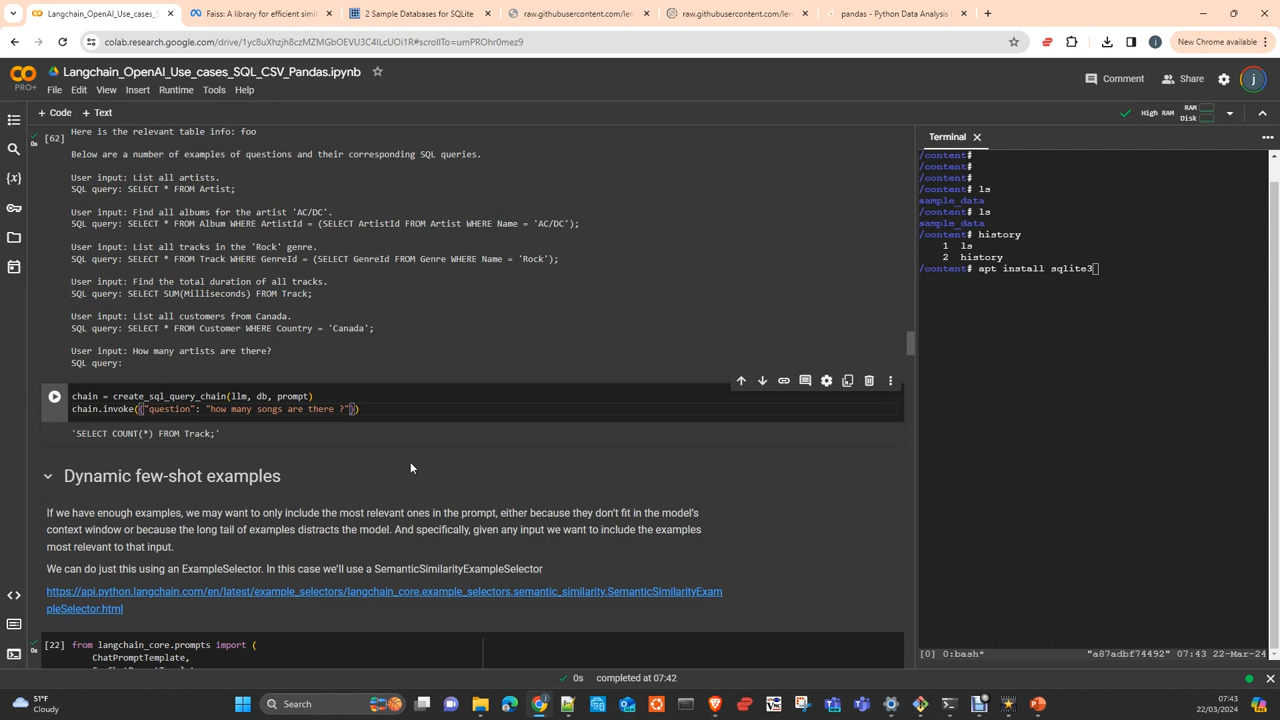 Langchain_OpenAI_Use_cases_S
Faiss: A library for efficient simil
2 Sample Databases for SQLite
raw.githubusercontent.com/lern
raw.githubusercontent.com/lern
pandas - Python Data Analysis
colab.research.google.com/drive/1yc8uXhzjh8czMZMGbOEVU3C4ILcUOi1R#scrollTo=umPROhr0mez9
New Chrome available
j
Langchain_OpenAI_Use_cases_SQL_CSV_Pandas.ipynb
PRO+
File Edit View Insert Runtime Tools Help
Comment
Share
j
+ Code + Text
High RAM
RAM
Disk
[62]
0s
Here is the relevant table info: foo
Below are a number of examples of questions and their corresponding SQL queries.
User input: List all artists.
SQL query: SELECT * FROM Artist;
User input: Find all albums for the artist 'AC/DC'.
SQL query: SELECT * FROM Album WHERE ArtistId = (SELECT ArtistId FROM Artist WHERE Name = 'AC/DC');
User input: List all tracks in the 'Rock' genre.
SQL query: SELECT * FROM Track WHERE GenreId = (SELECT GenreId FROM Genre WHERE Name = 'Rock');
User input: Find the total duration of all tracks.
SQL query: SELECT SUM(Milliseconds) FROM Track;
User input: List all customers from Canada.
SQL query: SELECT * FROM Customer WHERE Country = 'Canada';
User input: How many artists are there?
SQL query:
chain = create_sql_query_chain(llm, db, prompt)
chain.invoke({"question": "how many songs are there ?"})
'SELECT COUNT(*) FROM Track;'
Dynamic few-shot examples
If we have enough examples, we may want to only include the most relevant ones in the prompt, either because they don't fit in the model's
context window or because the long tail of examples distracts the model. And specifically, given any input we want to include the examples
most relevant to that input.
We can do just this using an ExampleSelector. In this case we'll use a SemanticSimilarityExampleSelector
https://api.python.langchain.com/en/latest/example_selectors/langchain_core.example_selectors.semantic_similarity.SemanticSimilarityExam
pleSelector.html
[22] from langchain_core.prompts import (
0s
ChatPromptTemplate,
Terminal
/content#
/content#
/content#
/content# ls
sample_data
/content# ls
sample_data
/content# history
1 ls
2 history
/content# apt install sqlite3
[0] 0:bash* "a87adbf74492" 07:43 22-Mar-24
0s completed at 07:42
51°F
Cloudy
Search
07:43
22/03/2024